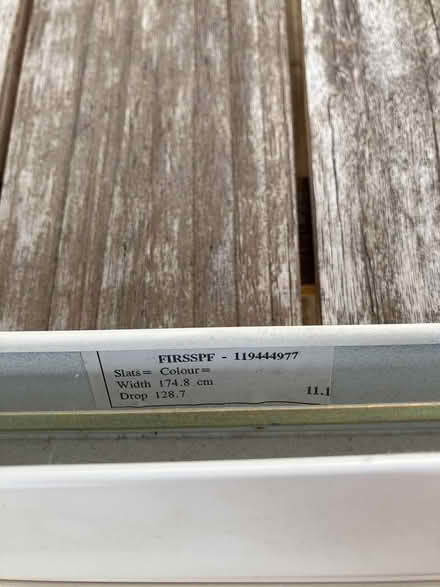 FIRSSPF - 119444977
Slats= Colour=
Width 174.8 cm
Drop 128.7
11.1